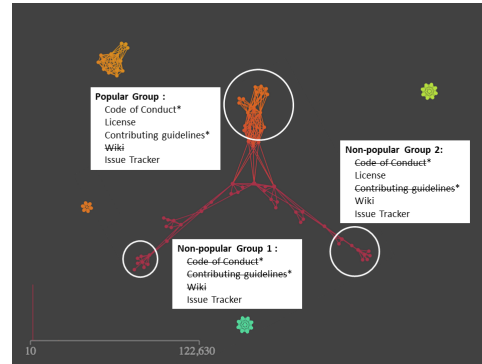 Popular Group :
Code of Conduct*
License
Contributing guidelines*
Wiki
Issue Tracker
Non-popular Group 2:
Code of Conduct*
License
Contributing guidelines*
Wiki
Issue Tracker
Non-popular Group 1 :
Code of Conduct*
Contributing guidelines*
Wiki
Issue Tracker
10
122,630